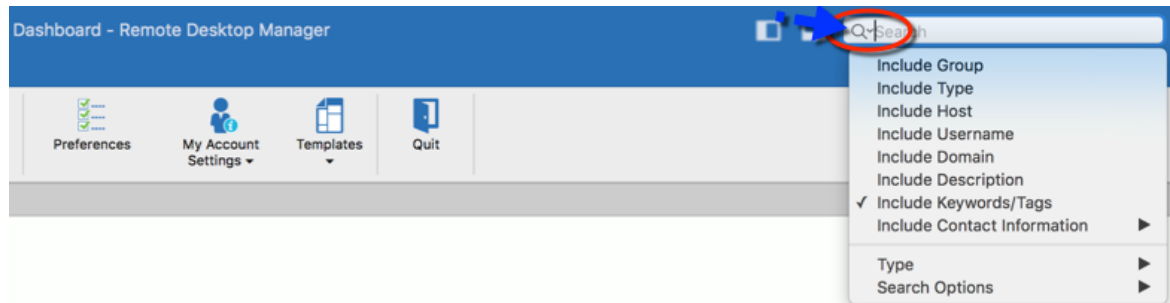 Dashboard - Remote Desktop Manager
Search
Include Group
Include Type
Include Host
Include Username
Include Domain
Include Description
✓ Include Keywords/Tags
Include Contact Information
Type
Search Options
Preferences
My Account
Settings
Templates
Quit